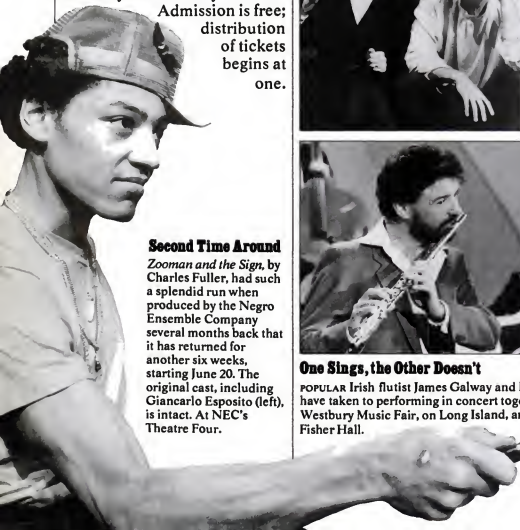 Admission is free;
distribution
of tickets
begins at
one.
Second Time Around
Zooman and the Sign, by
Charles Fuller, had such
a splendid run when
produced by the Negro
Ensemble Company
several months back that
it has returned for
another six weeks,
starting June 20. The
original cast, including
Giancarlo Esposito (left),
is intact. At NEC's
Theatre Four.
One Sings, the Other Doesn't
POPULAR Irish flutist James Galway and
have taken to performing in concert
Westbury Music Fair, on Long Island,
Fisher Hall.